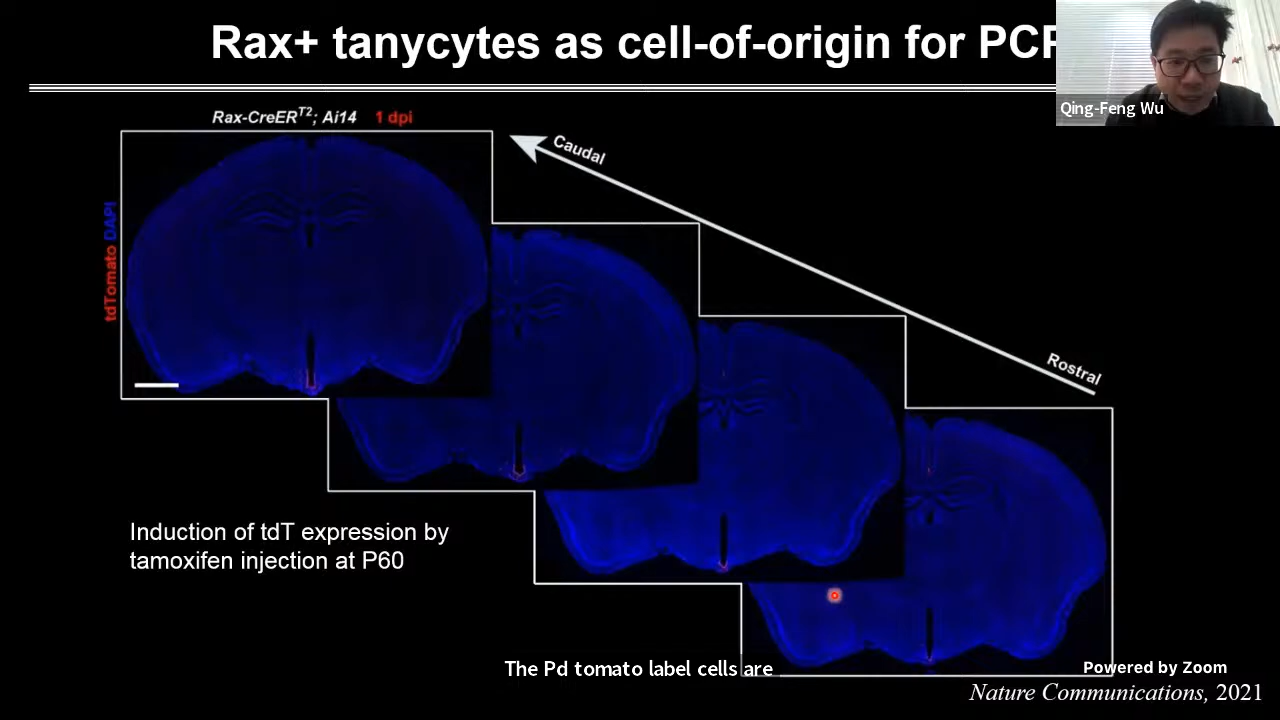 Rax+ tanycytes as cell-of-origin for PCP
Qing-Feng Wu
Rax-CreERT2; Ai14 1 dpi
Caudal
tdTomato DAPI
Rostral
Induction of tdT expression by
tamoxifen injection at P60
The Pd tomato label cells are
Powered by Zoom
Nature Communications, 2021